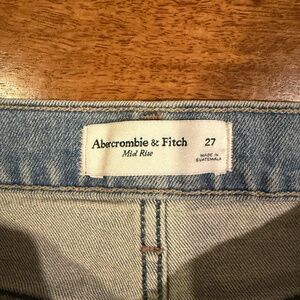 Abercrombie & Fitch 27
Mid Rise
MADE IN
GUATEMALA